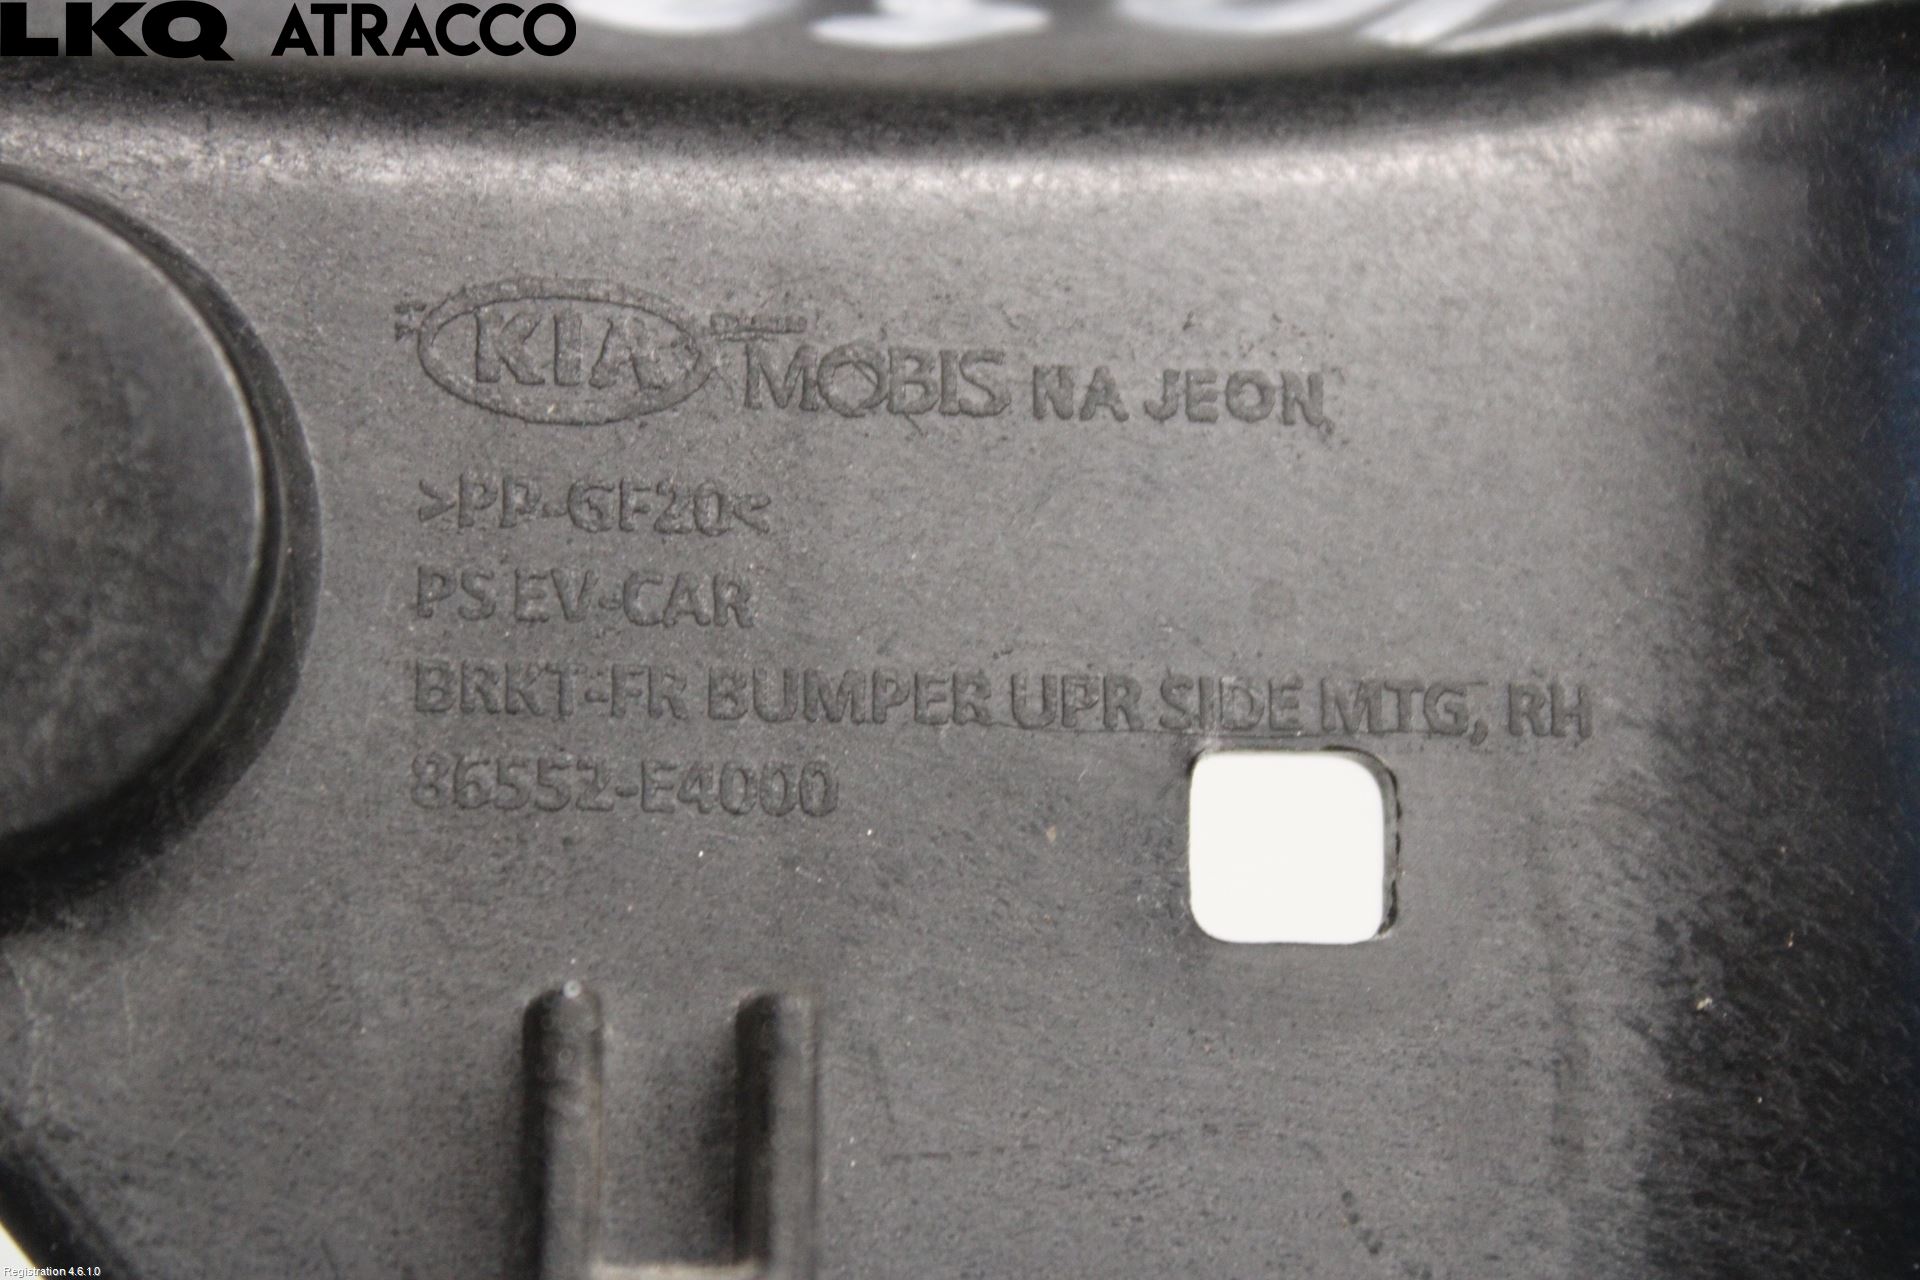 LKQ ATRACCO
KIA MOBIS NA JEON
>PP-GF20<
PS EV-CAR
BRKT-FR BUMPER UPR SIDE MTG, RH
86552-E4000
Registration 4.6.1.0